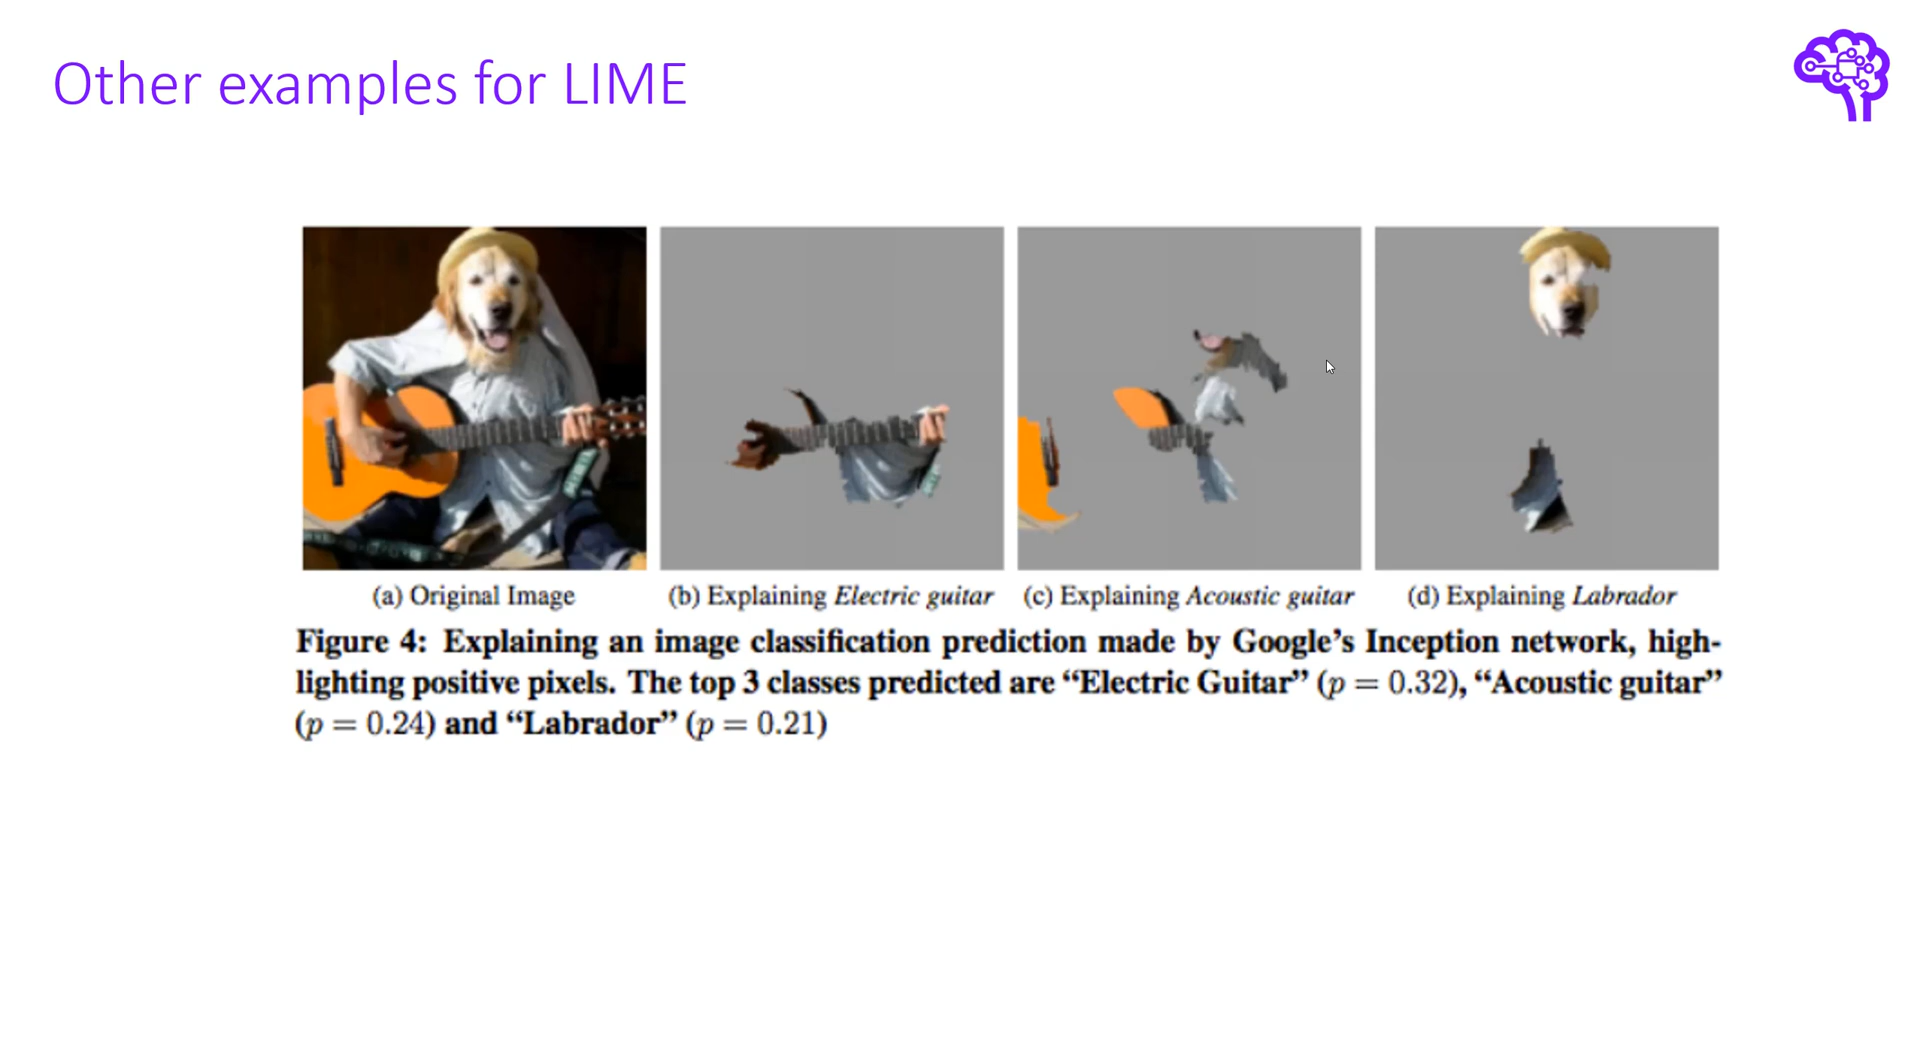 Other examples for LIME
(a) Original Image
(b) Explaining Electric guitar
(c) Explaining Acoustic guitar
(d) Explaining Labrador
Figure 4: Explaining an image classification prediction made by Google’s Inception network, high-
lighting positive pixels. The top 3 classes predicted are “Electric Guitar” (p = 0.32), “Acoustic guitar”
(p = 0.24) and “Labrador” (p = 0.21)